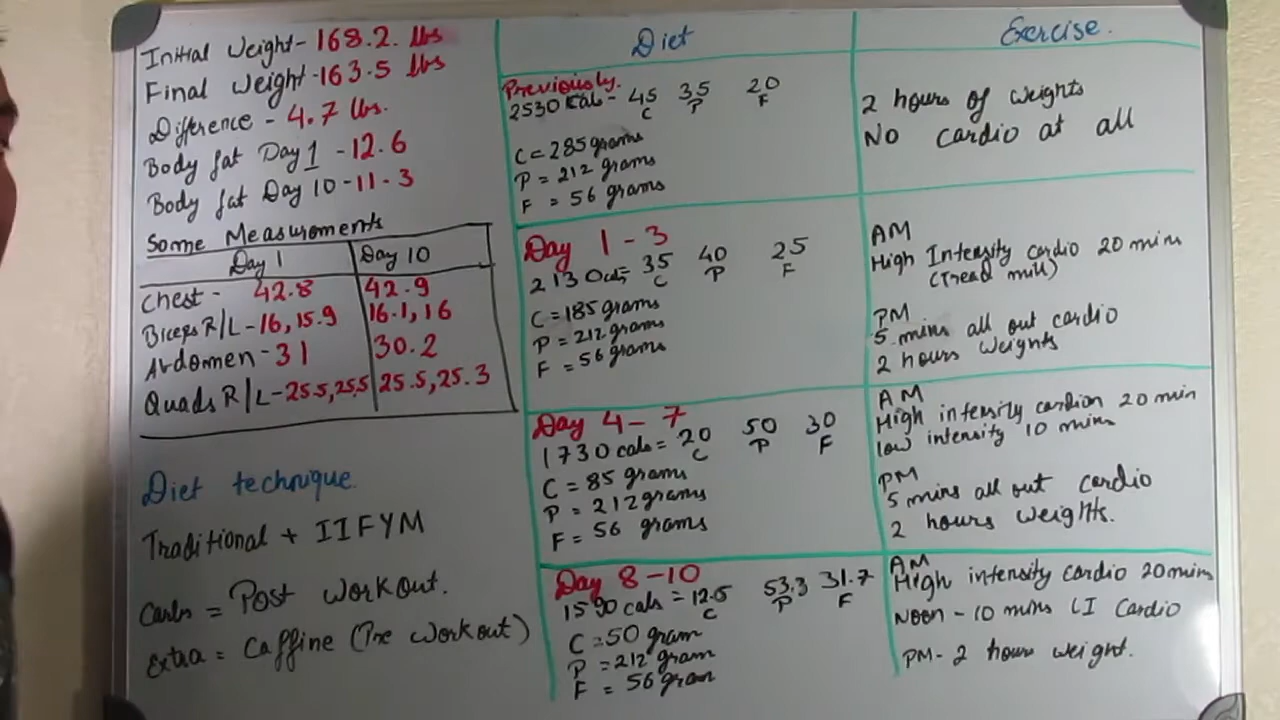 Initial Weight - 168.2. lbs
Final Weight - 163.5 lbs
Difference - 4.7 lbs.
Body fat Day 1 - 12.6
Body fat Day 10 - 11.3
Some Measurments
Day 1 Day 10
Chest - 42.8 42.9
Biceps R/L - 16, 15.9 16.1, 16
Abdomen - 31 30.2
Quads R/L - 25.5, 25.5 25.5, 25.3
Diet technique.
Traditional + IIFYM
Carbs = Post workout.
Extra = Caffine (Pre workout)
Diet
Previously.
2530 Cals - 45 35 20
C P F
C = 285 grams
P = 212 grams
F = 56 grams
Day 1 - 3
2130 Cals = 35 40 25
C P F
C = 185 grams
P = 212 grams
F = 56 grams
Day 4 - 7
1730 cals = 20 50 30
C P F
C = 85 grams
P = 212 grams
F = 56 grams
Day 8 - 10
1590 cals = 12.5 53.3 31.7
C P F
C = 50 gram
P = 212 gram
F = 56 gram
Exercise.
2 hours of weights
No cardio at all
AM
High Intensity cardio 20 mins
(Tread mill)
PM
5 mins all out cardio
2 hours weights
AM
High intensity cardion 20 min
low intensity 10 mins
PM
5 mins all out cardio
2 hours weights.
AM
High intensity cardio 20 mins
Noon - 10 mins LI Cardio
PM - 2 hours weight.